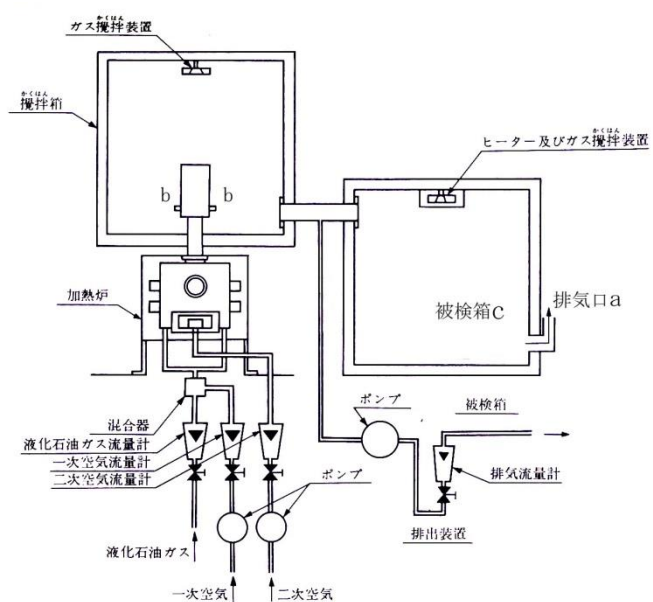 かくはん
ガス攪拌装置
かくはん
攪拌箱
かくはん
ヒーター及びガス攪拌装置
b b
加熱炉
被検箱c
排気口a
混合器
液化石油ガス流量計
一次空気流量計
二次空気流量計
ポンプ
被検箱
排気流量計
ポンプ
排出装置
液化石油ガス
一次空気
二次空気